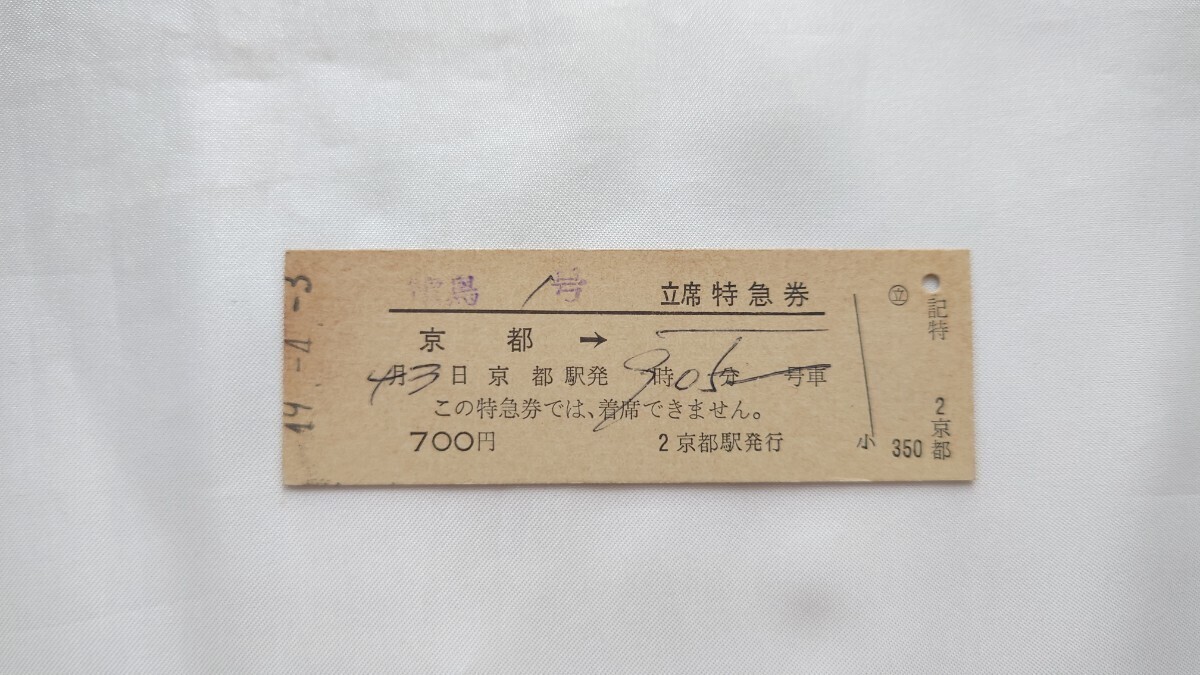 鳥 1号 立席特急券
京都 →
4月3日 京都駅発 9時05分 号車
この特急券では、着席できません。
700円 2 京都駅発行
49.-4.-3
小
立
350
記特 2京都